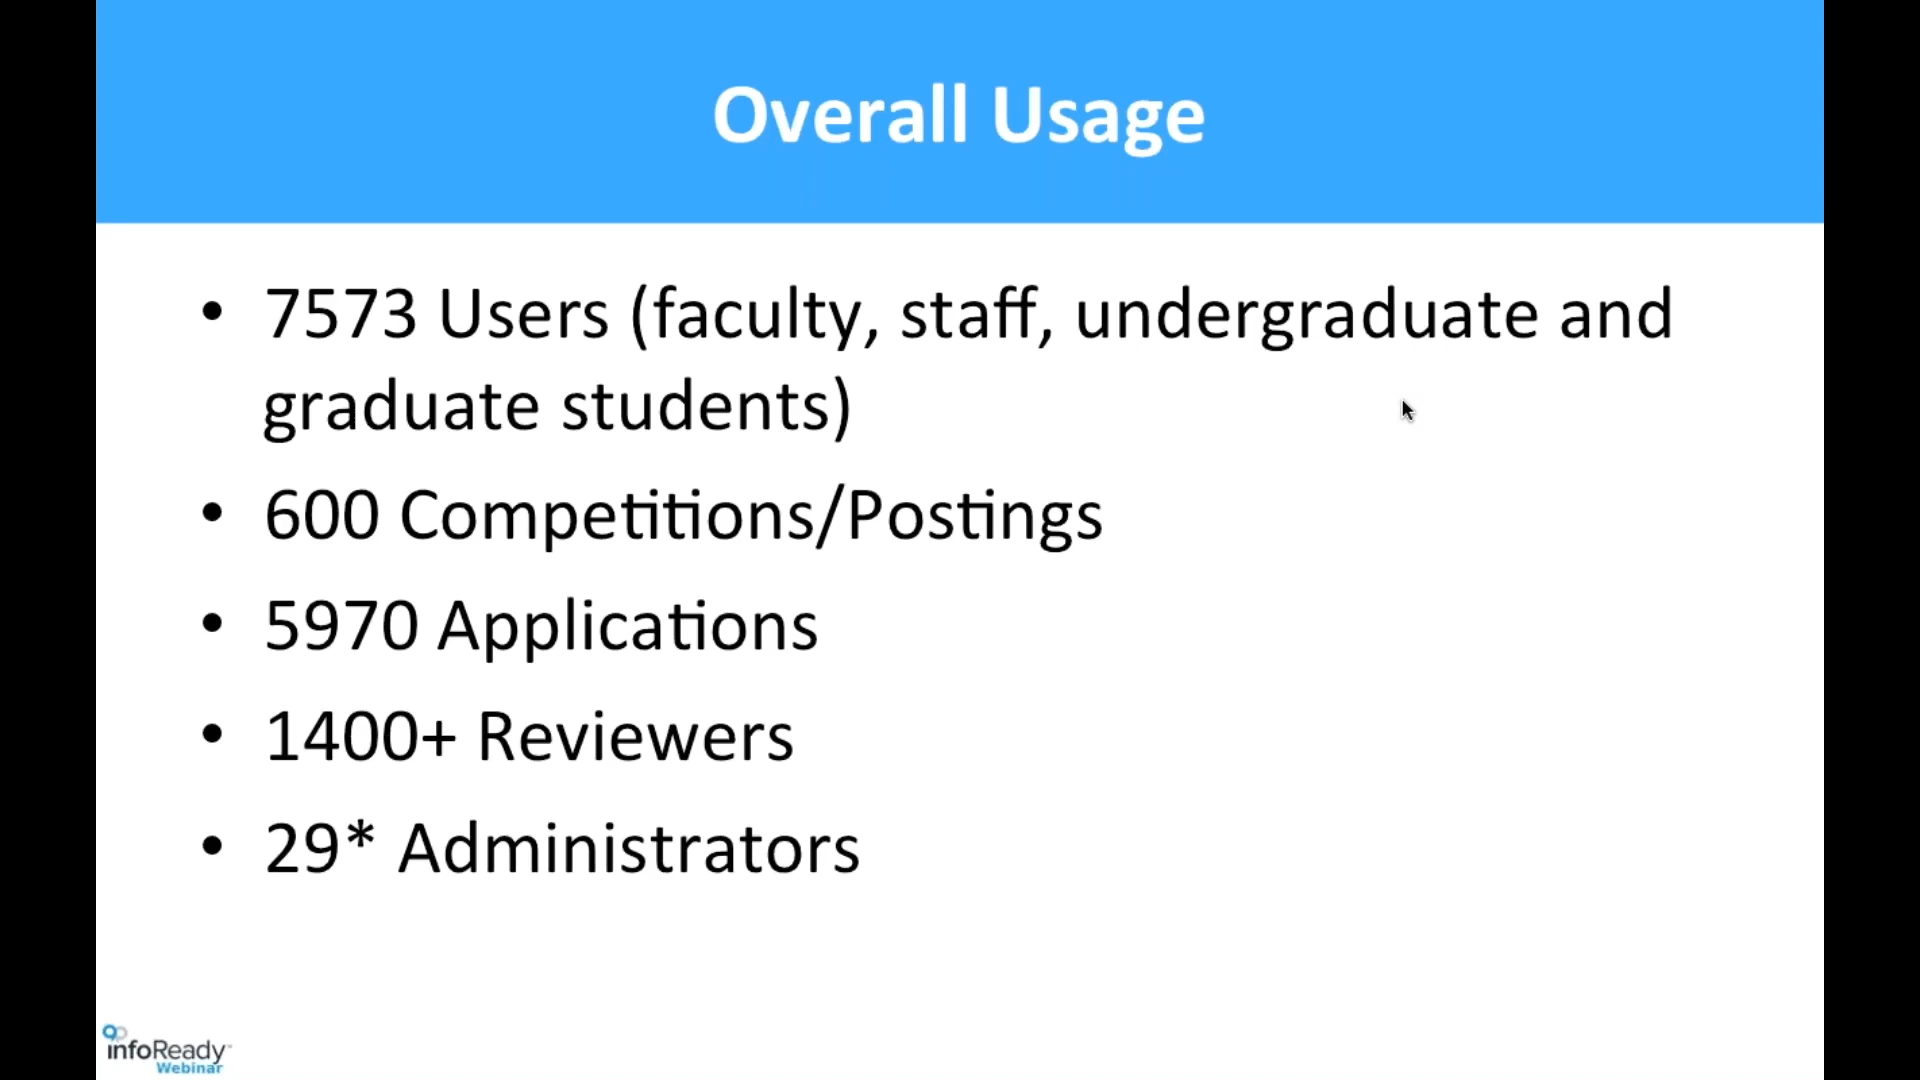 Overall Usage
• 7573 Users (faculty, staff, undergraduate and
graduate students)
• 600 Competitions/Postings
• 5970 Applications
• 1400+ Reviewers
• 29* Administrators
infoReady™
Webinar